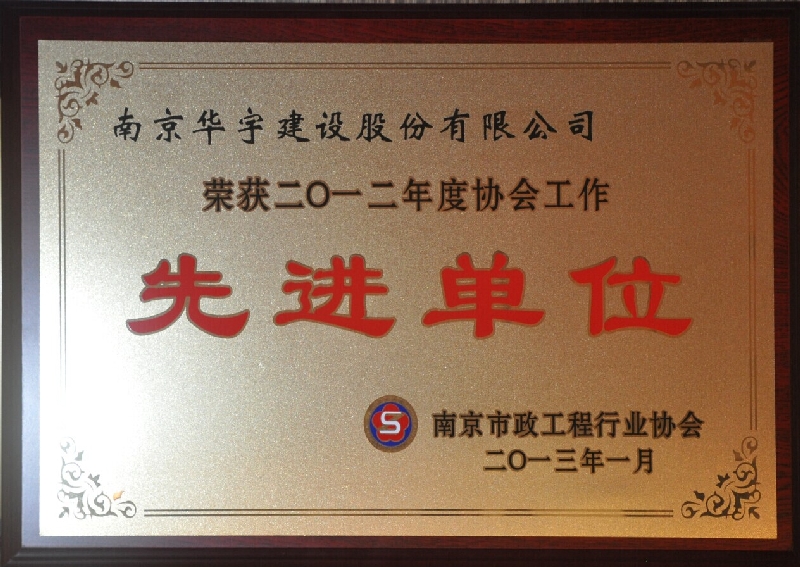 南京华宇建设股份有限公司
荣获二〇一二年度协会工作
先进单位
S
南京市政工程行业协会
二〇一三年一月